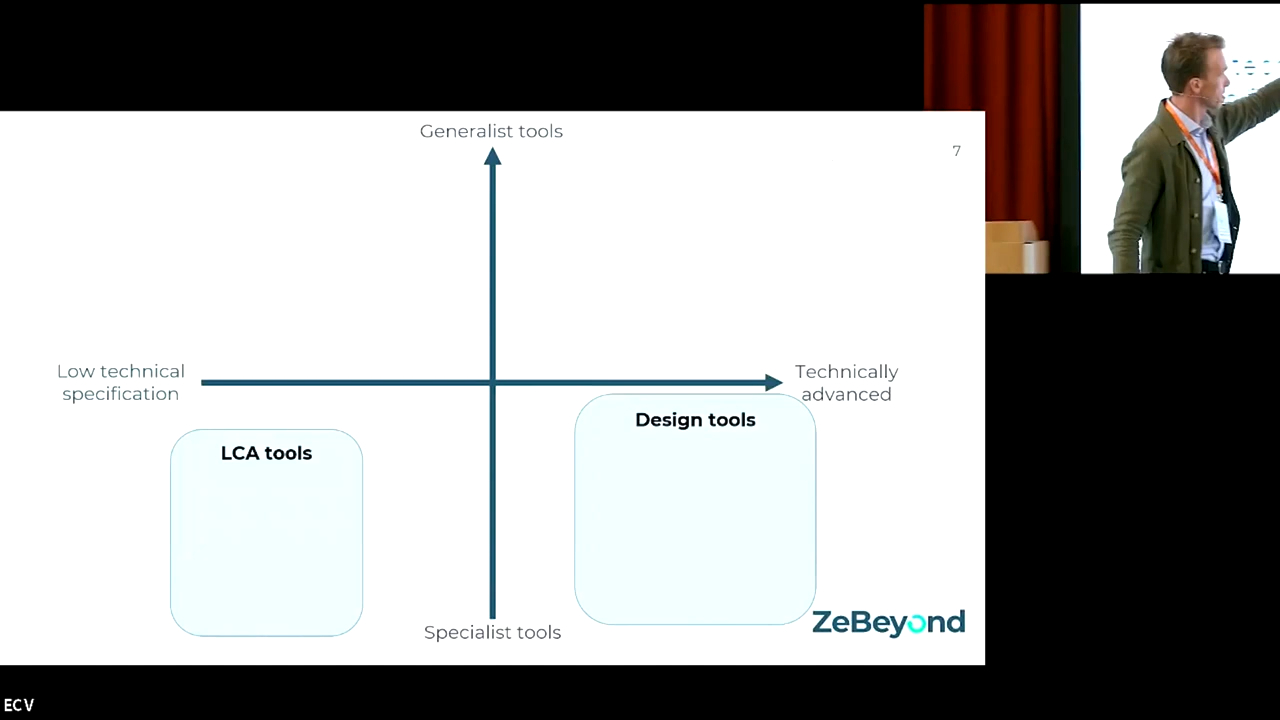 Generalist tools
7
Low technical
specification
Technically
advanced
Design tools
LCA tools
Specialist tools
ZeBeyond
ECV